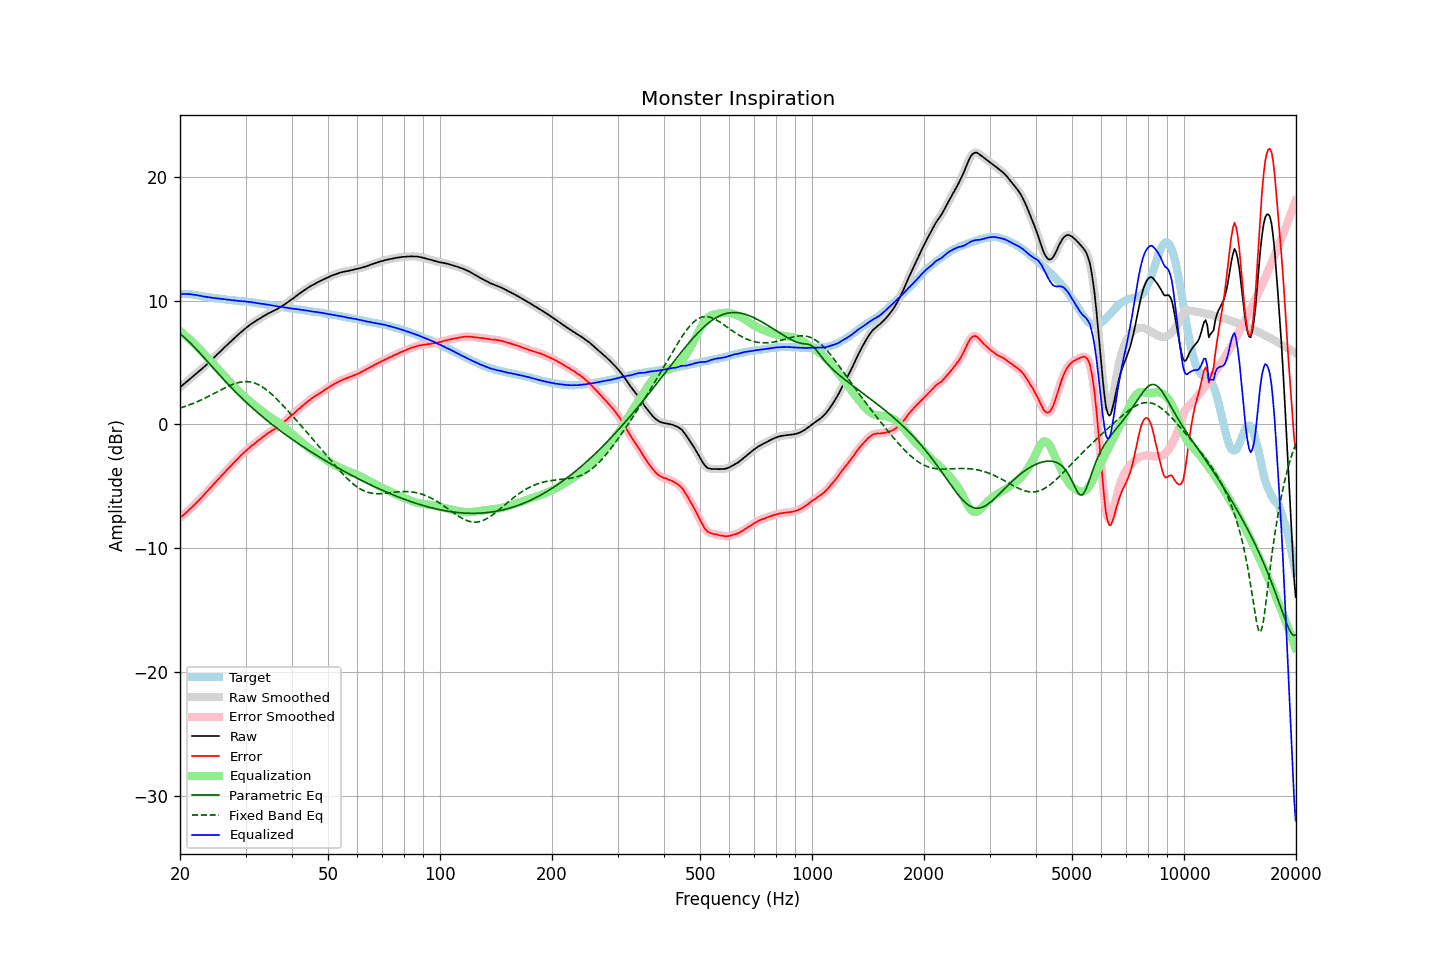 Monster Inspiration
Amplitude (dBr)
20
10
0
−10
−20
−30
Target
Raw Smoothed
Error Smoothed
Raw
Error
Equalization
Parametric Eq
Fixed Band Eq
Equalized
20 50 100 200 500 1000 2000 5000 10000 20000
Frequency (Hz)